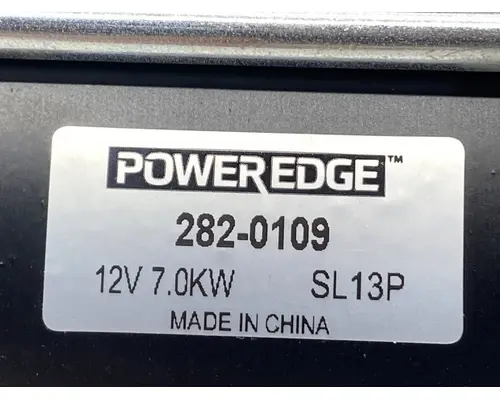 POWEREDGE™
282-0109
12V 7.0KW SL13P
MADE IN CHINA